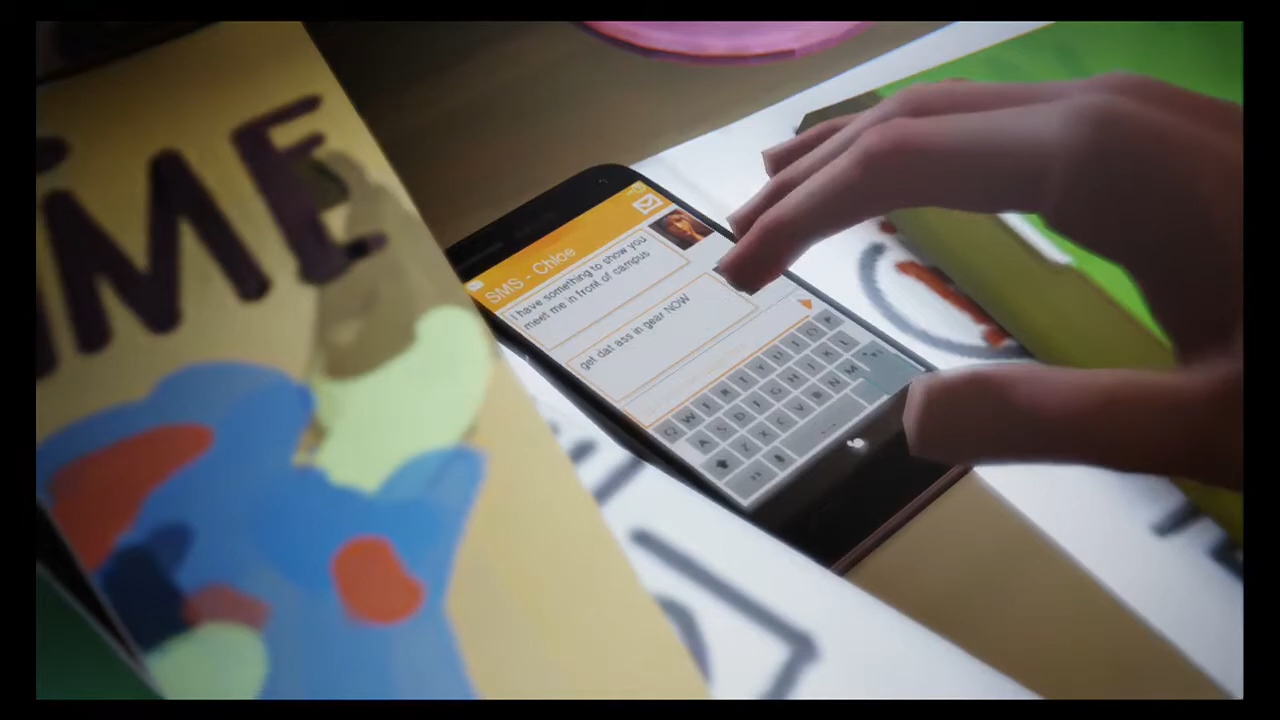 IME
SMS - Chloe
I have something to show you
meet me in front of campus
get dat ass in gear NOW
Q W E R T Y U I O P
A S D F G H J K L
Z X C V B N M